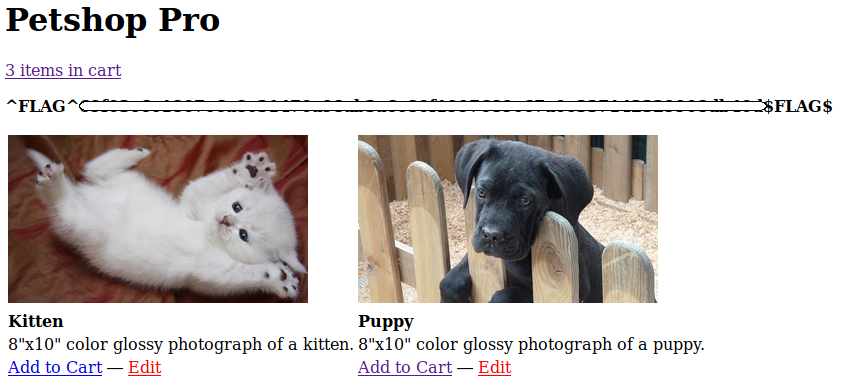 Petshop Pro
3 items in cart
^FLAG^ $FLAG$
Kitten
8"x10" color glossy photograph of a kitten.
Add to Cart — Edit
Puppy
8"x10" color glossy photograph of a puppy.
Add to Cart — Edit